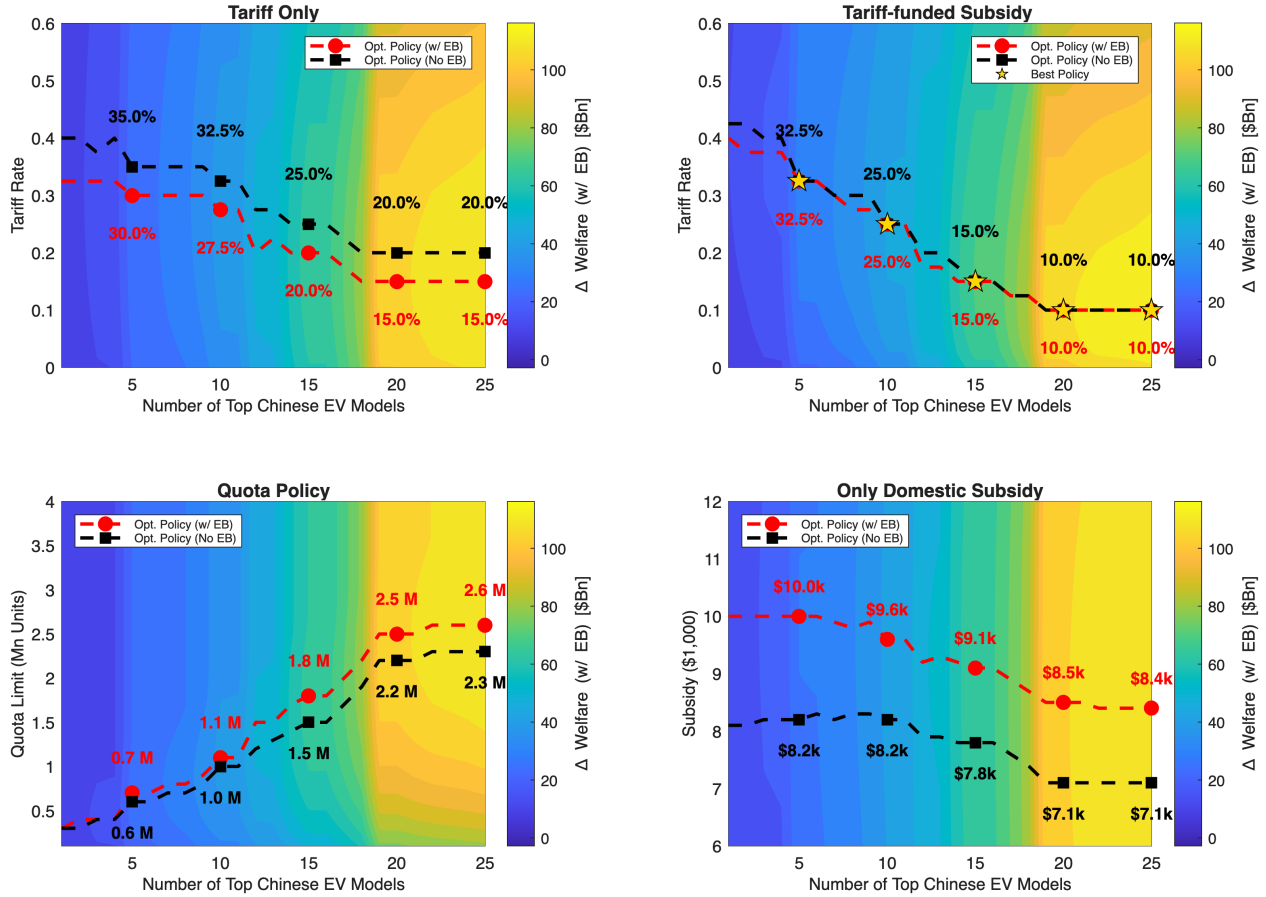 Tariff Only
0.6
0.5
0.4
0.3
0.2
0.1
0
Tariff Rate
Opt. Policy (w/ EB)
Opt. Policy (No EB)
35.0%
32.5%
25.0%
20.0%
20.0%
30.0%
27.5%
20.0%
15.0%
15.0%
5
10
15
20
25
Number of Top Chinese EV Models
100
80
60
40
20
0
Δ Welfare (w/ EB) [$Bn]
Tariff-funded Subsidy
0.6
0.5
0.4
0.3
0.2
0.1
0
Tariff Rate
Opt. Policy (w/ EB)
Opt. Policy (No EB)
Best Policy
32.5%
25.0%
15.0%
10.0%
10.0%
32.5%
25.0%
15.0%
10.0%
10.0%
5
10
15
20
25
Number of Top Chinese EV Models
100
80
60
40
20
0
Δ Welfare (w/ EB) [$Bn]
Quota Policy
4
3.5
3
2.5
2
1.5
1
0.5
Quota Limit (Mn Units)
Opt. Policy (w/ EB)
Opt. Policy (No EB)
0.7 M
1.1 M
1.8 M
2.5 M
2.6 M
0.6 M
1.0 M
1.5 M
2.2 M
2.3 M
5
10
15
20
25
Number of Top Chinese EV Models
100
80
60
40
20
0
Δ Welfare (w/ EB) [$Bn]
Only Domestic Subsidy
12
11
10
9
8
7
6
Subsidy ($1,000)
Opt. Policy (w/ EB)
Opt. Policy (No EB)
$10.0k
$9.6k
$9.1k
$8.5k
$8.4k
$8.2k
$8.2k
$7.8k
$7.1k
$7.1k
5
10
15
20
25
Number of Top Chinese EV Models
100
80
60
40
20
0
Δ Welfare (w/ EB) [$Bn]